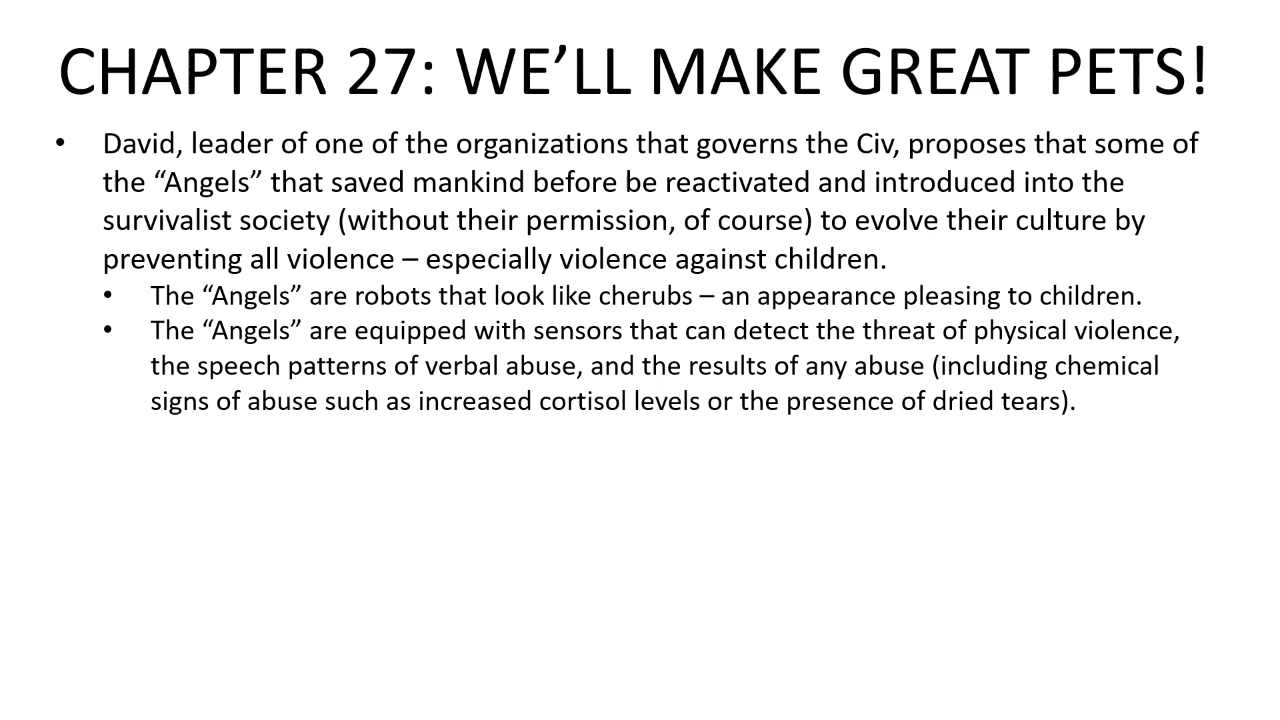 CHAPTER 27: WE’LL MAKE GREAT PETS!
• David, leader of one of the organizations that governs the Civ, proposes that some of
the “Angels” that saved mankind before be reactivated and introduced into the
survivalist society (without their permission, of course) to evolve their culture by
preventing all violence – especially violence against children.
• The “Angels” are robots that look like cherubs – an appearance pleasing to children.
• The “Angels” are equipped with sensors that can detect the threat of physical violence,
the speech patterns of verbal abuse, and the results of any abuse (including chemical
signs of abuse such as increased cortisol levels or the presence of dried tears).